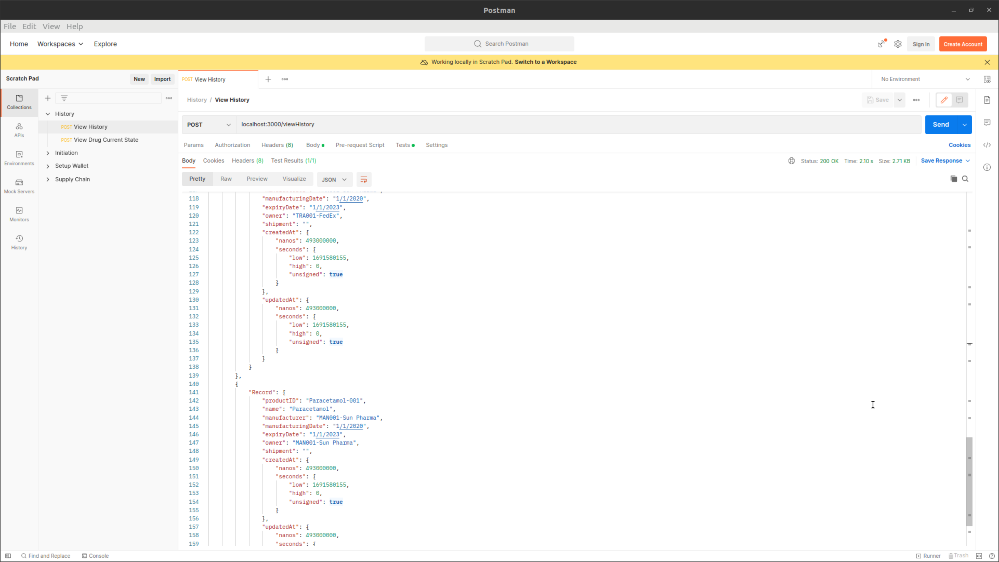 Postman
File Edit View Help
Home Workspaces Explore
Search Postman
Sign In
Create Account
Working locally in Scratch Pad. Switch to a Workspace
Scratch Pad
New
Import
POST View History
No Environment
Collections
APIs
Environments
Mock Servers
Monitors
History
History
POST View History
POST View Drug Current State
Initiation
Setup Wallet
Supply Chain
History / View History
Save
POST
localhost:3000/viewHistory
Send
Params Authorization Headers (8) Body Pre-request Script Tests Settings
Cookies
Body Cookies Headers (8) Test Results (1/1)
Status: 200 OK Time: 2.10 s Size: 2.71 KB
Save Response
Pretty Raw Preview Visualize JSON
118 "manufacturingDate": "1/1/2020",
119 "expiryDate": "1/1/2023",
120 "owner": "TRA001-FedEx",
121 "shipment": "",
122 "createdAt": {
123 "nanos": 493000000,
124 "seconds": {
125 "low": 1691580155,
126 "high": 0,
127 "unsigned": true
128 }
129 },
130 "updatedAt": {
131 "nanos": 493000000,
132 "seconds": {
133 "low": 1691580155,
134 "high": 0,
135 "unsigned": true
136 }
137 }
138 }
139 },
140 {
141 "Record": {
142 "productID": "Paracetamol-001",
143 "name": "Paracetamol",
144 "manufacturer": "MAN001-Sun Pharma",
145 "manufacturingDate": "1/1/2020",
146 "expiryDate": "1/1/2023",
147 "owner": "MAN001-Sun Pharma",
148 "shipment": "",
149 "createdAt": {
150 "nanos": 493000000,
151 "seconds": {
152 "low": 1691580155,
153 "high": 0,
154 "unsigned": true
155 }
156 },
157 "updatedAt": {
158 "nanos": 493000000,
159 "seconds": {
Find and Replace
Console
Runner
Trash